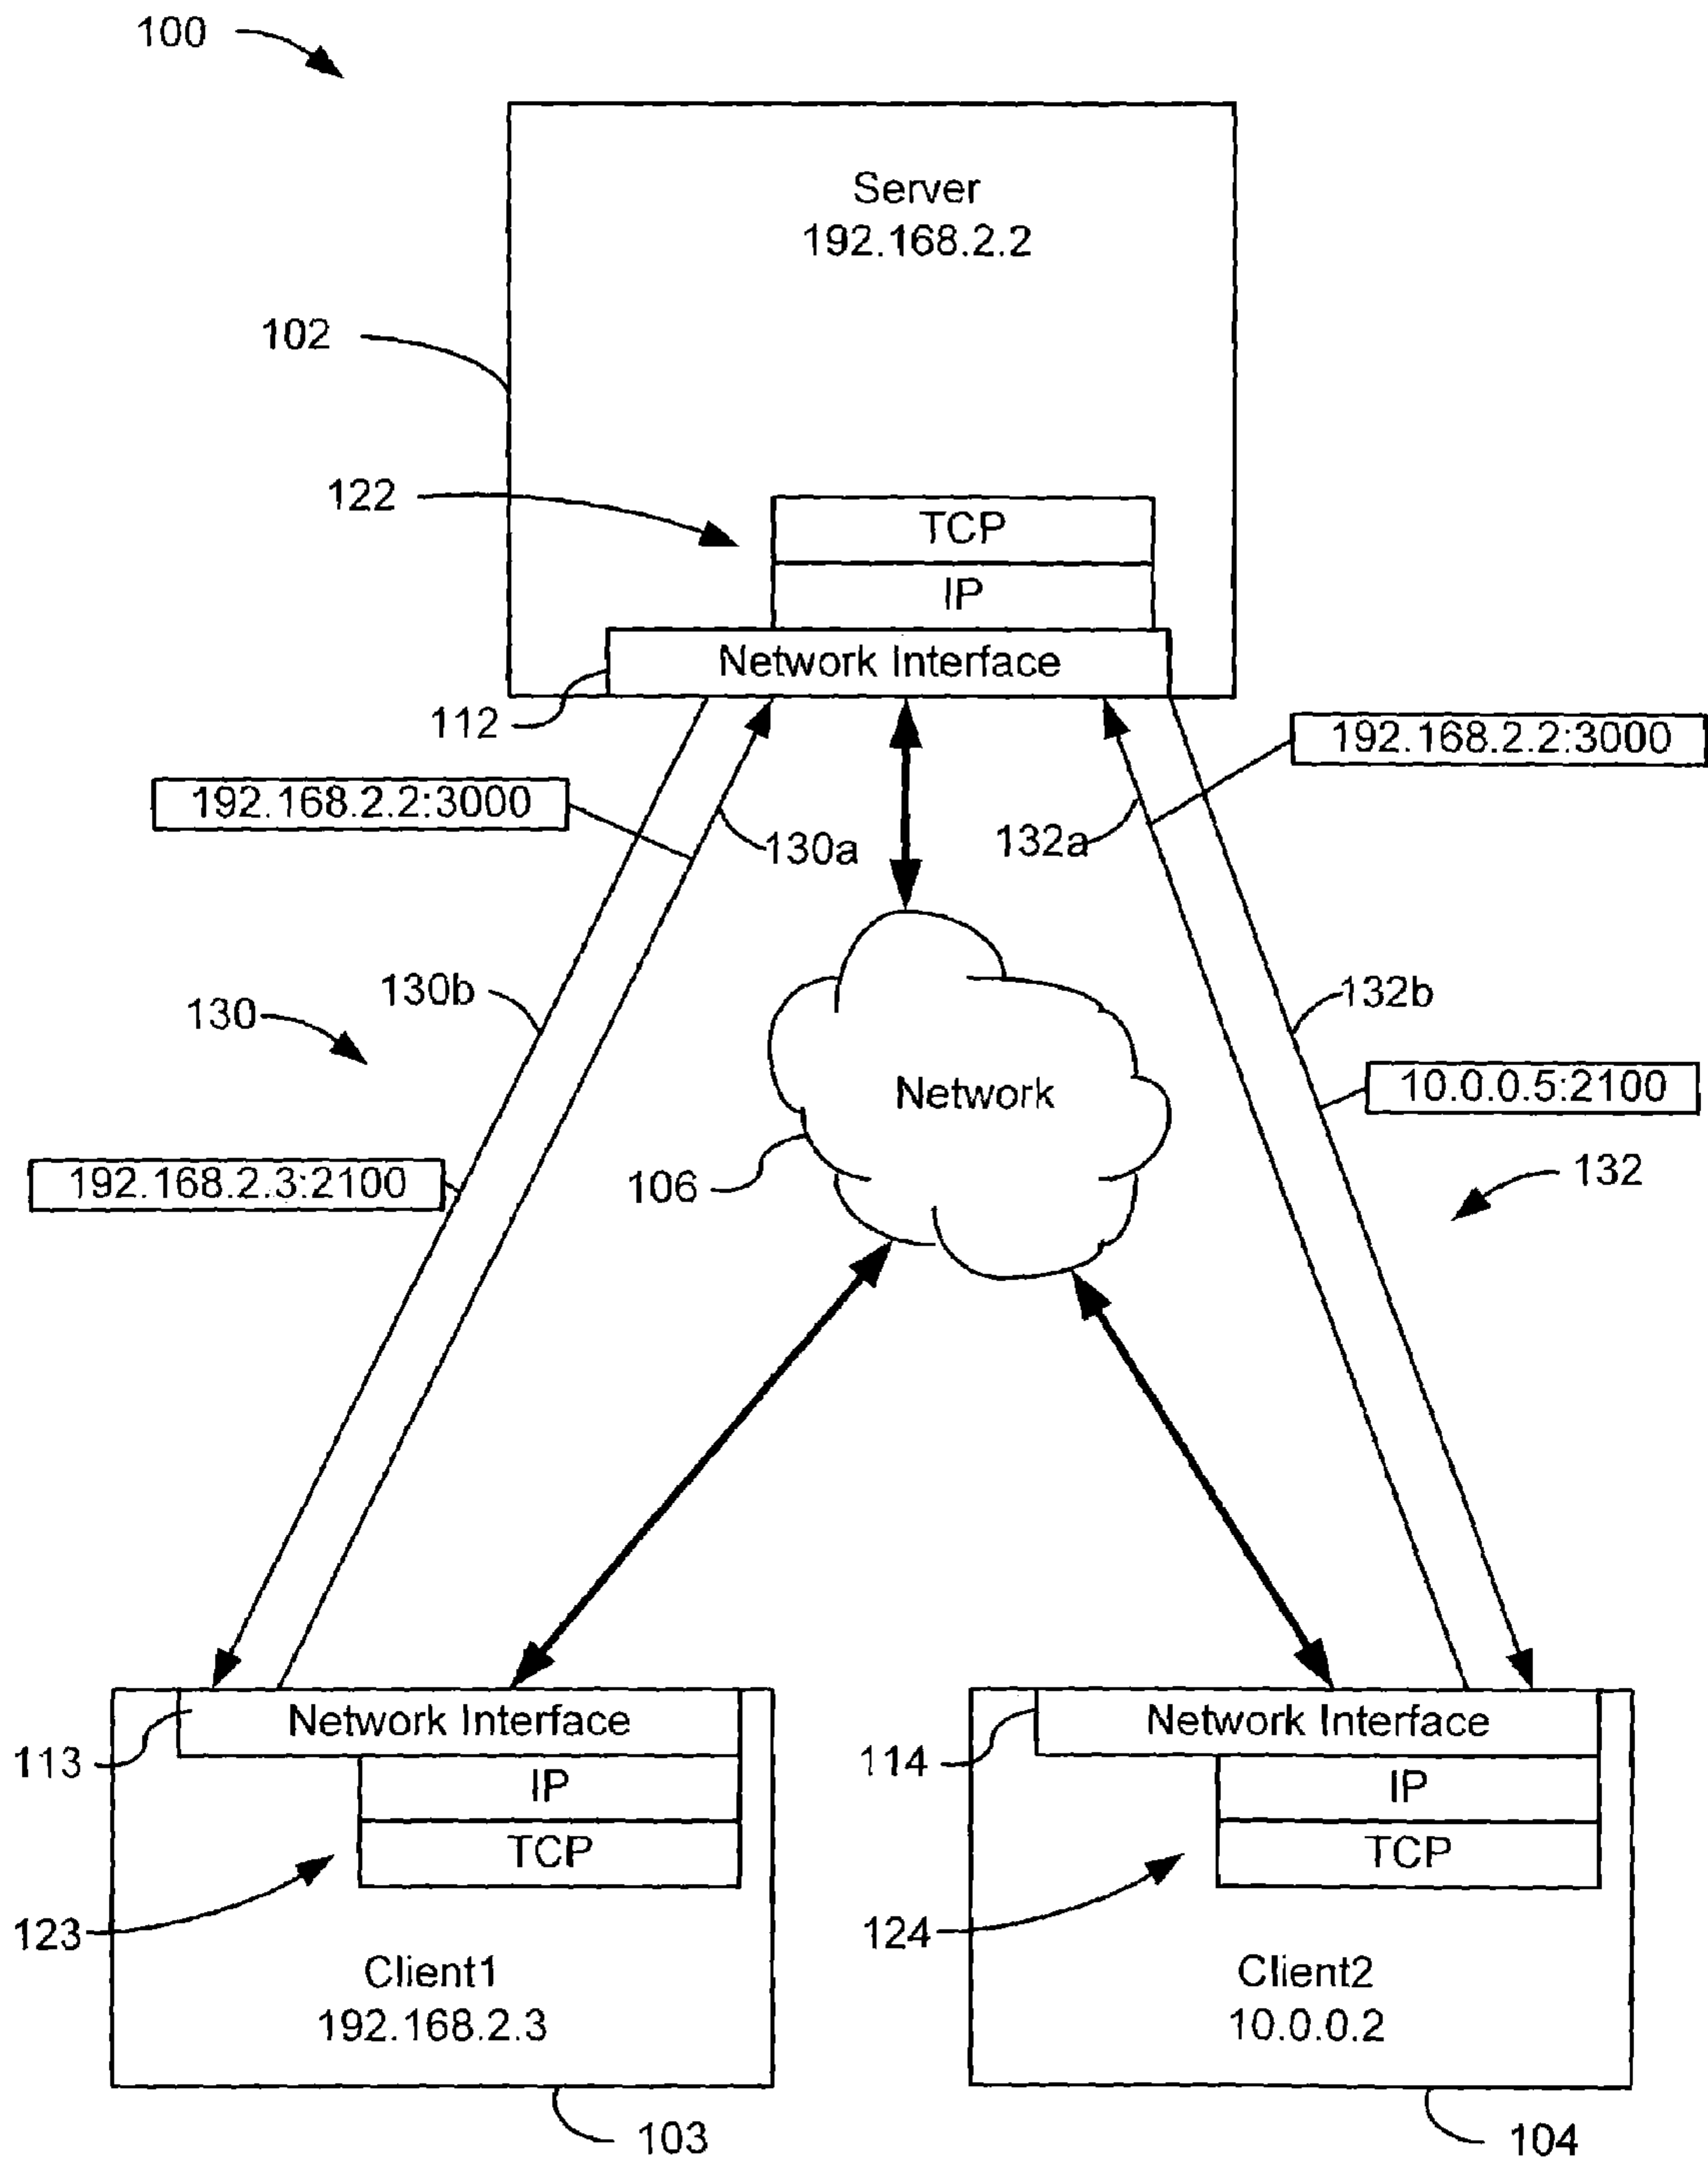 100
Server
192.168.2.2
102
122
TCP
IP
Network Interface
112
192.168.2.2:3000
192.168.2.2:3000
130a
132a
130b
132b
130
Network
10.0.0.5:2100
192.168.2.3:2100
106
132
Network Interface
Network Interface
113
114
IP
IP
TCP
TCP
123
124
Client1
192.168.2.3
Client2
10.0.0.2
103
104